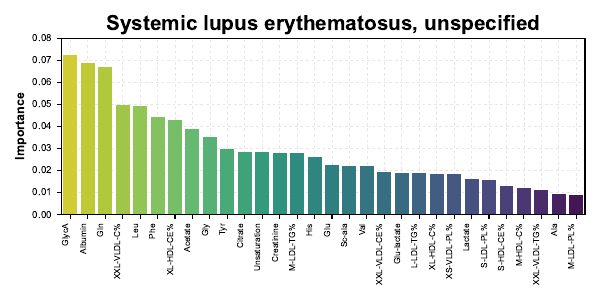 Systemic lupus erythematosus, unspecified
0.08
0.07
0.06
0.05
0.04
0.03
0.02
0.01
0.00
Importance
GlycA
Albumin
Gln
XXL-VLDL-C%
Leu
Phe
XL-HDL-CE%
Acetate
Gly
Tyr
Citrate
Unsaturation
Creatinine
M-LDL-TG%
His
Glu
Sc-ala
Val
XXL-VLDL-CE%
Glu-lactate
L-LDL-TG%
XL-HDL-C%
XS-VLDL-PL%
Lactate
S-LDL-PL%
S-HDL-CE%
M-HDL-C%
XXL-VLDL-TG%
Ala
M-LDL-PL%